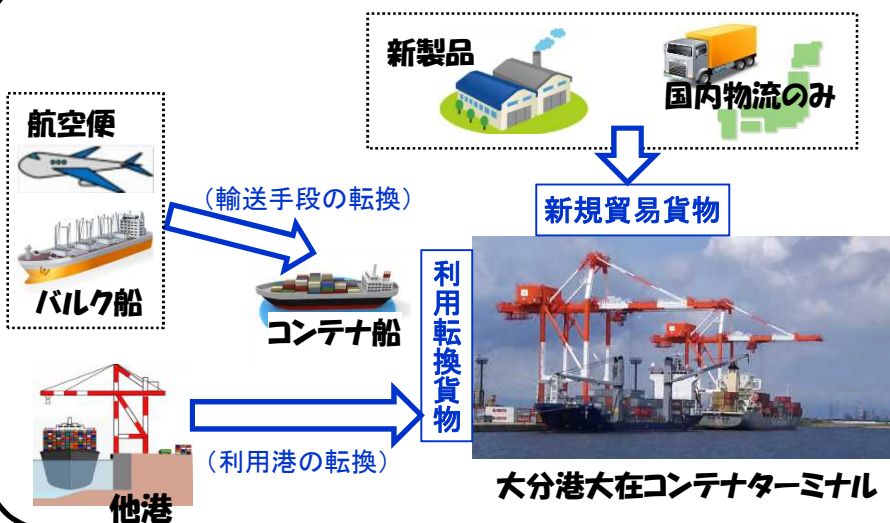 新製品
国内物流のみ
航空便
バルク船
(輸送手段の転換)
コンテナ船
新規貿易貨物
利用転換貨物
他港
(利用港の転換)
大分港大在コンテナターミナル